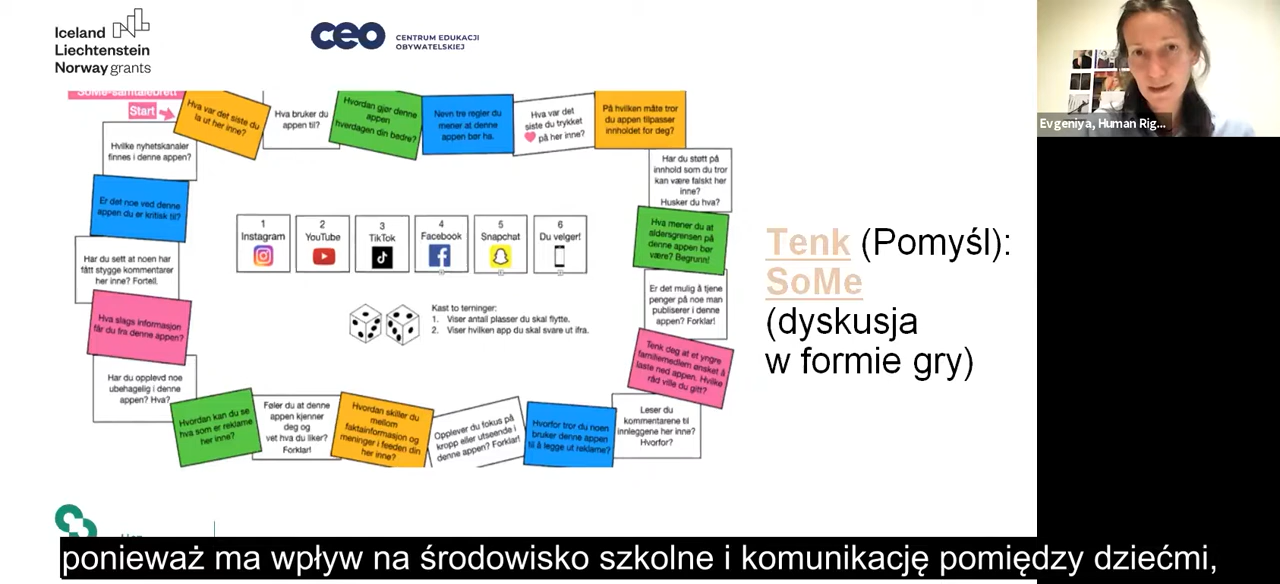 Iceland
Liechtenstein
Norway grants
ceo
CENTRUM EDUKACJI
OBYWATELSKIEJ
SoMe-samtalebrett
Start
Hva var det siste du
la ut her inne?
Hva bruker du
appen til?
Hvordan gjør denne
appen
hverdagen din bedre?
Nevn tre regler du
mener at denne
appen bør ha.
Hva var det
siste du trykket
på her inne?
På hvilken måte tror
du appen tilpasser
innholdet for deg?
Har du støtt på
innhold som du tror
kan være falskt her
inne?
Husker du hva?
Hva mener du at
aldersgrensen på
denne appen bør
være? Begrunn!
Er det mulig å tjene
penger på noe man
publiserer i denne
appen? Forklar!
Tenk deg at et yngre
familiemedlem ønsket å
laste ned appen. Hvilke
råd ville du gitt?
Leser du
kommentarene til
innleggene her inne?
Hvorfor?
Hvorfor tror du noen
bruker denne appen
til å legge ut reklame?
Opplever du fokus på
kropp eller utseende i
denne appen? Forklar!
Hvordan skiller du
mellom
faktainformasjon og
meninger i feeden din
her inne?
Føler du at denne
appen kjenner
deg og
vet hva du liker?
Forklar!
Hvordan kan du se
hva som er reklame
her inne?
Har du opplevd noe
ubehagelig i denne
appen? Hva?
Hva slags informasjon
får du fra denne appen?
Har du sett at noen har
fått stygge kommentarer
her inne? Fortell.
Er det noe ved denne
appen du er kritisk til?
Hvilke nyhetskanaler
finnes i denne appen?
1
Instagram
2
YouTube
3
TikTok
4
Facebook
5
Snapchat
6
Du velger!
Kast to terninger:
1. Viser antall plasser du skal flytte.
2. Viser hvilken app du skal svare ut ifra.
Tenk (Pomyśl):
SoMe
(dyskusja
w formie gry)
Evgeniya, Human Rig...
ponieważ ma wpływ na środowisko szkolne i komunikację pomiędzy dziećmi,